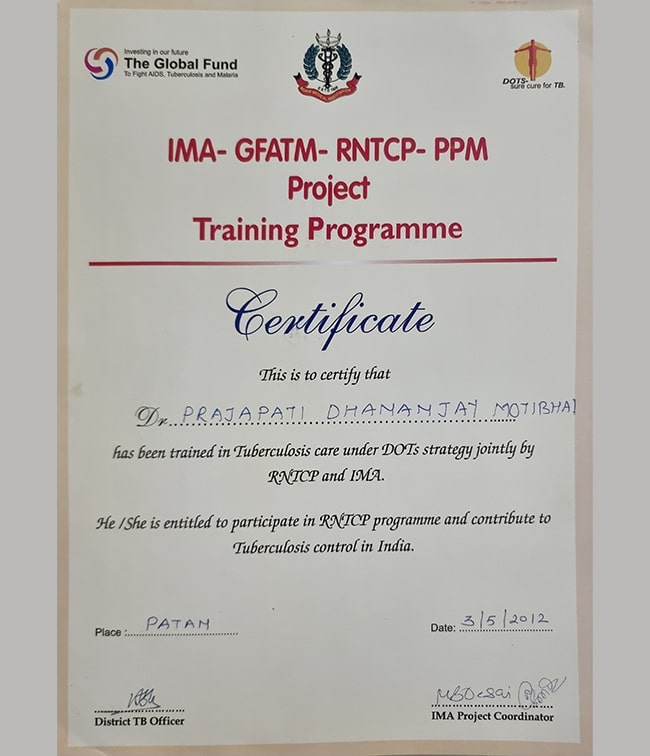 Investing in our future
The Global Fund
To Fight AIDS, Tuberculosis and Malaria
DOTS-
sure cure for TB.
IMA- GFATM- RNTCP- PPM
Project
Training Programme
Certificate
This is to certify that
Dr. PRAJAPATI DHANANJAY MOTIBHAI
has been trained in Tuberculosis care under DOTs strategy jointly by
RNTCP and IMA.
He /She is entitled to participate in RNTCP programme and contribute to
Tuberculosis control in India.
Place : PATAN
Date: 3/5/2012
MBDesai
District TB Officer
IMA Project Coordinator